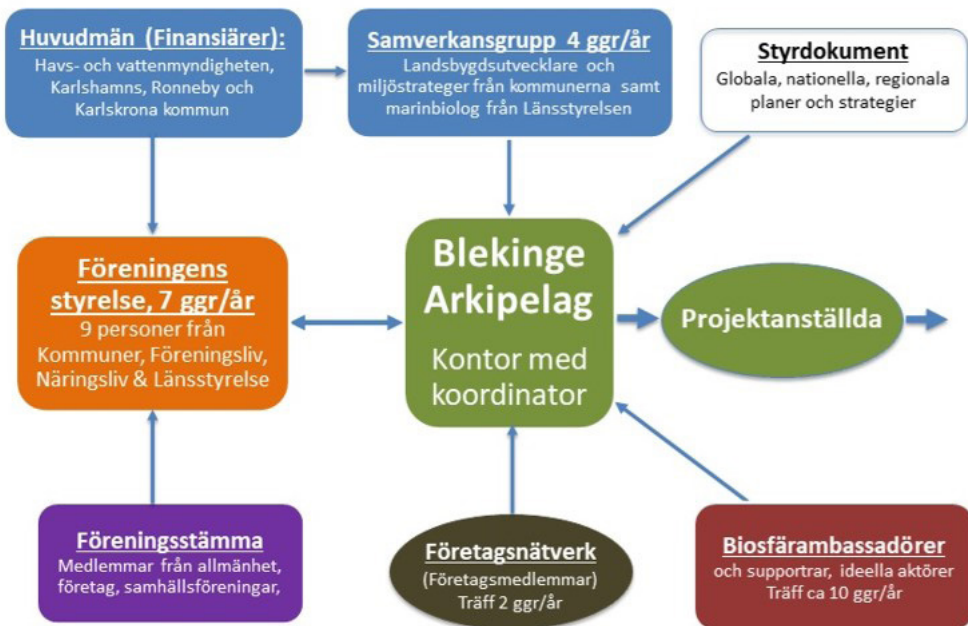 Huvudmän (Finansiärer):
Havs- och vattenmyndigheten,
Karlshamns, Ronneby och
Karlskrona kommun
Samverkansgrupp 4 ggr/år
Landsbygdsutvecklare och
miljöstrateger från kommunerna samt
marinbiolog från Länsstyrelsen
Styrdokument
Globala, nationella, regionala
planer och strategier
Föreningens
styrelse, 7 ggr/år
9 personer från
Kommuner, Föreningsliv,
Näringsliv & Länsstyrelse
Blekinge
Arkipelag
Kontor med
koordinator
Projektanställda
Föreningsstämma
Medlemmar från allmänhet,
företag, samhällsföreningar,
Företagsnätverk
(Företagsmedlemmar)
Träff 2 ggr/år
Biosfärambassadörer
och supportrar, ideella aktörer
Träff ca 10 ggr/år